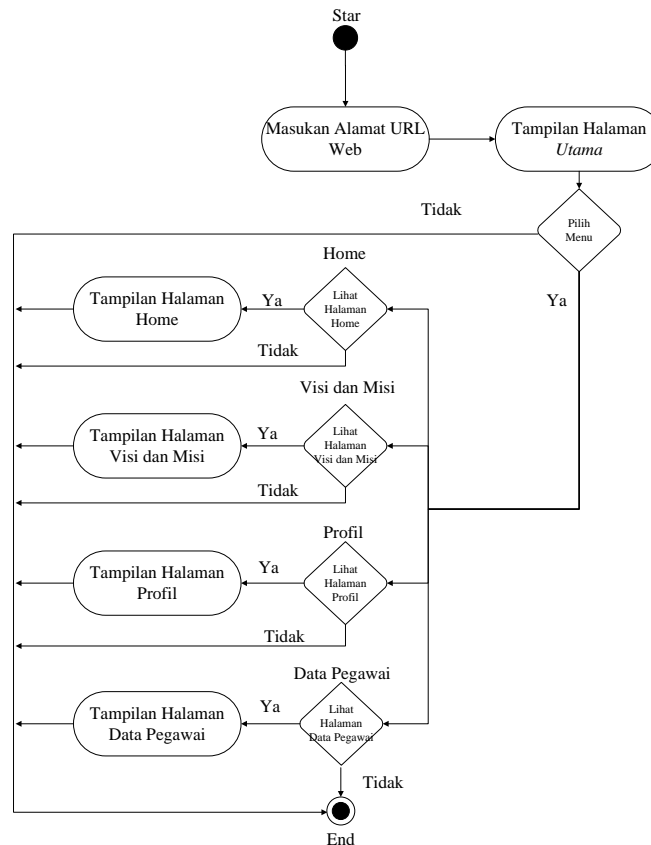 Star
Masukan Alamat URL
Web
Tampilan Halaman
Utama
Tidak
Pilih
Menu
Ya
Home
Tampilan Halaman
Home
Ya
Lihat
Halaman
Home
Tidak
Visi dan Misi
Tampilan Halaman
Visi dan Misi
Ya
Lihat
Halaman
Visi dan Misi
Tidak
Profil
Tampilan Halaman
Profil
Ya
Lihat
Halaman
Profil
Tidak
Data Pegawai
Tampilan Halaman
Data Pegawai
Ya
Lihat
Halaman
Data Pegawai
Tidak
End